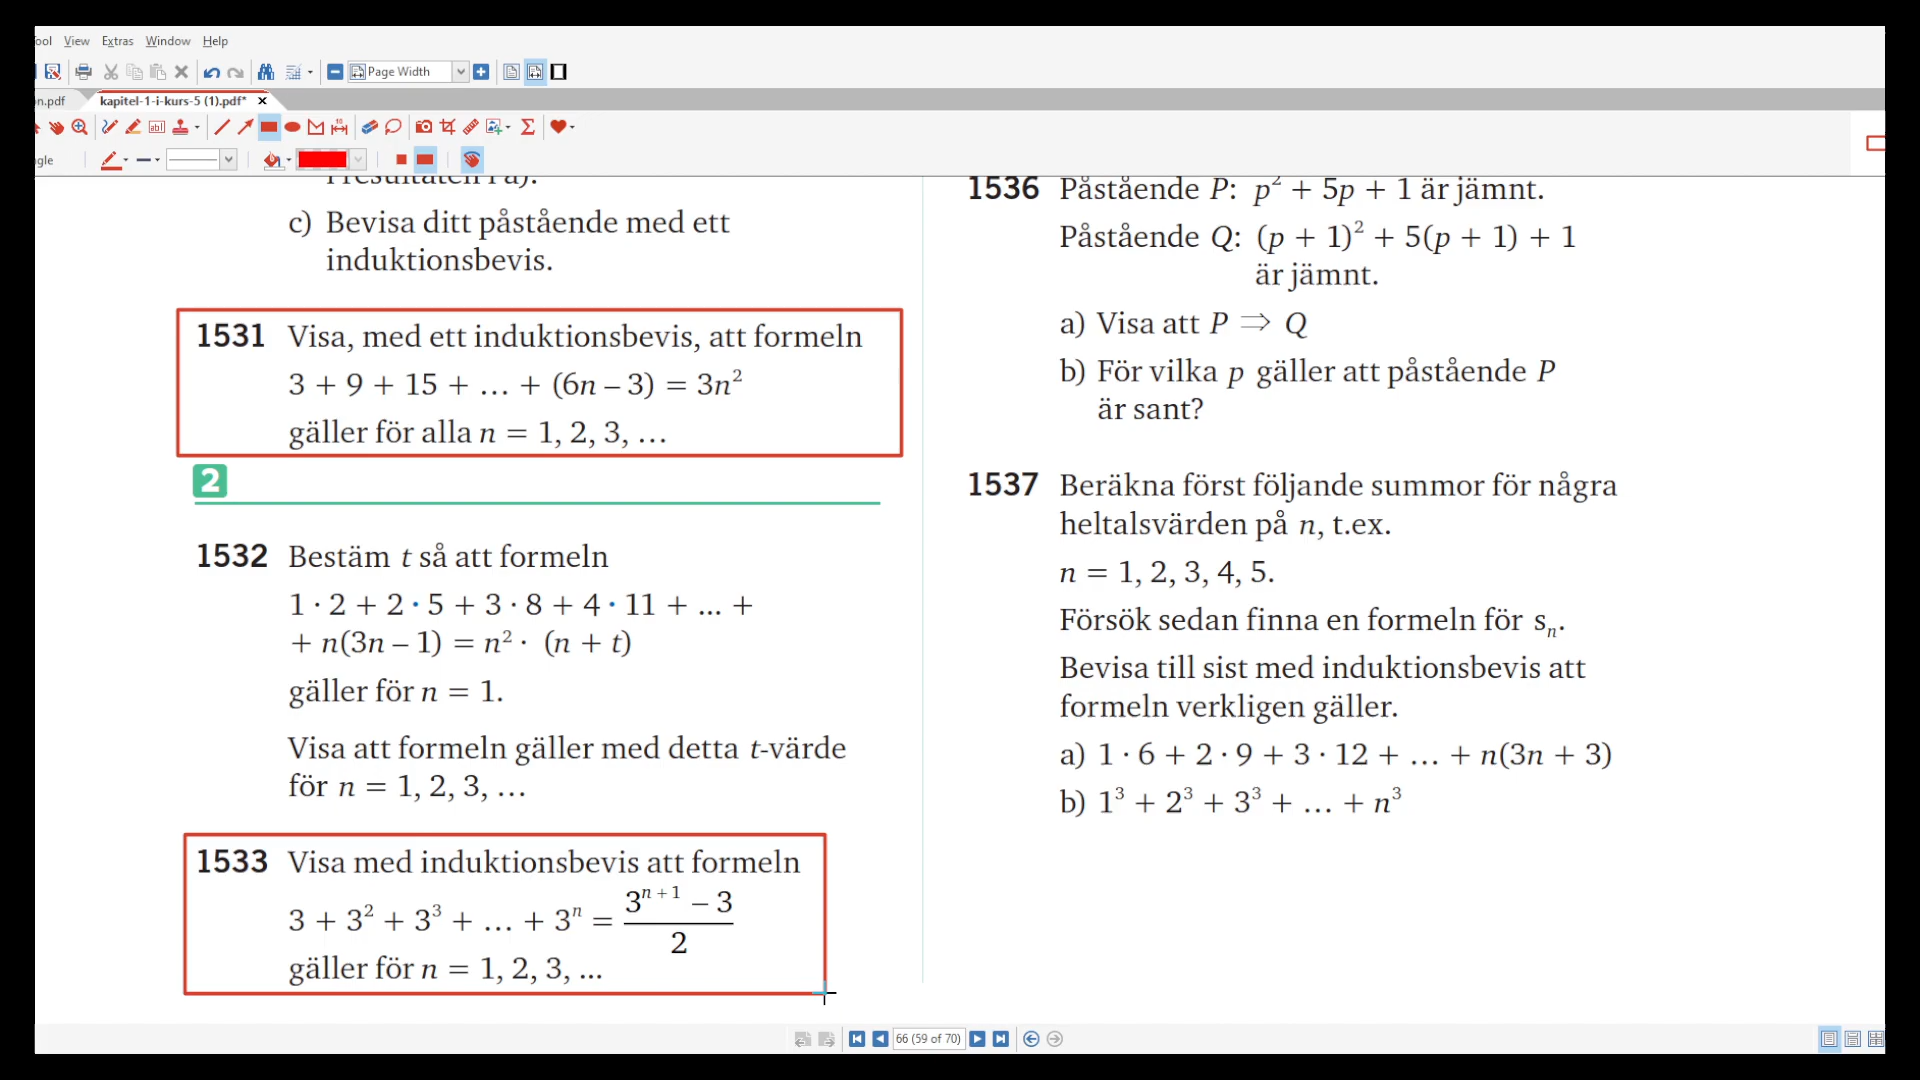 View Extras Window Help
Page Width
n.pdf kapitel-1-i-kurs-5 (1).pdf*
c) Bevisa ditt påstående med ett
induktionsbevis.
1531 Visa, med ett induktionsbevis, att formeln
3 + 9 + 15 + … + (6n – 3) = 3n²
gäller för alla n = 1, 2, 3, …
2
1532 Bestäm t så att formeln
1 · 2 + 2 · 5 + 3 · 8 + 4 · 11 + ... +
+ n(3n – 1) = n² · (n + t)
gäller för n = 1.
Visa att formeln gäller med detta t-värde
för n = 1, 2, 3, …
1533 Visa med induktionsbevis att formeln
3 + 3² + 3³ + … + 3ⁿ = (3ⁿ⁺¹ – 3)/2
gäller för n = 1, 2, 3, ...
1536 Påstående P: p² + 5p + 1 är jämnt.
Påstående Q: (p + 1)² + 5(p + 1) + 1
är jämnt.
a) Visa att P ⇒ Q
b) För vilka p gäller att påstående P
är sant?
1537 Beräkna först följande summor för några
heltalsvärden på n, t.ex.
n = 1, 2, 3, 4, 5.
Försök sedan finna en formeln för sₙ.
Bevisa till sist med induktionsbevis att
formeln verkligen gäller.
a) 1 · 6 + 2 · 9 + 3 · 12 + … + n(3n + 3)
b) 1³ + 2³ + 3³ + … + n³
66 (59 of 70)